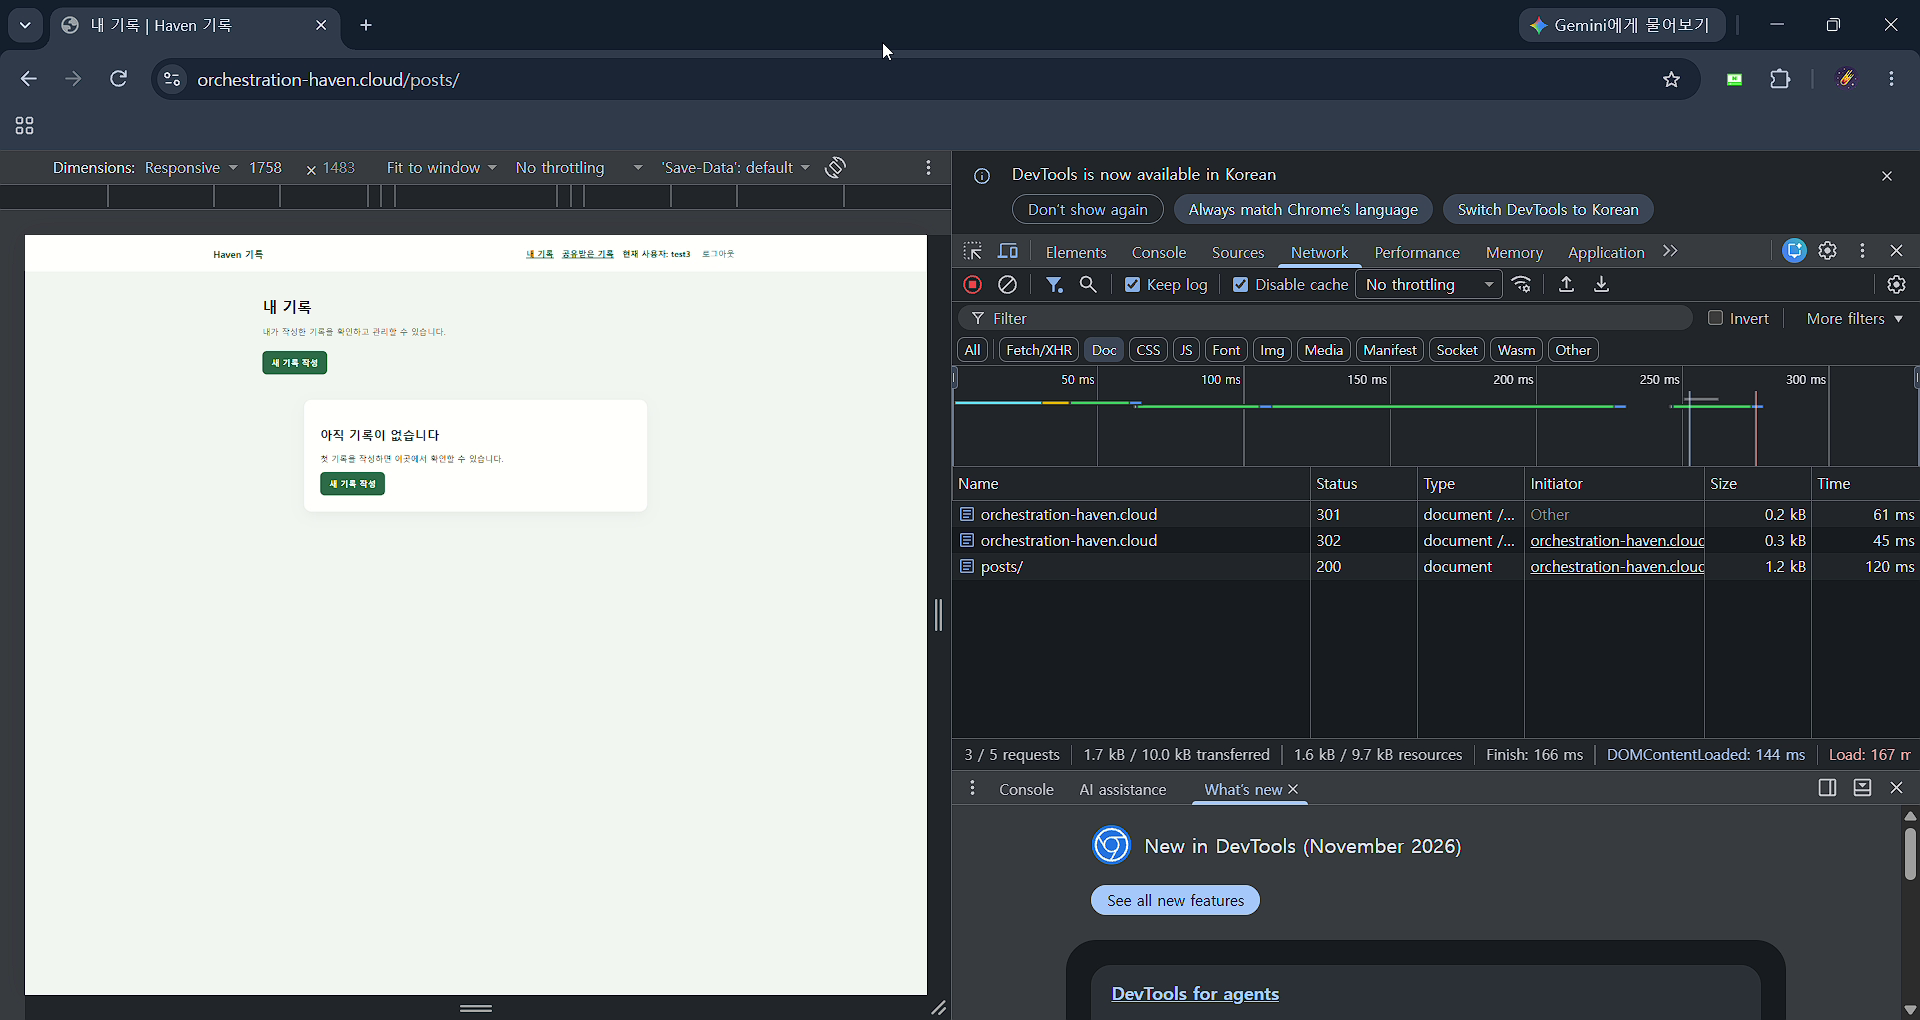 내 기록 | Haven 기록
Gemini에게 물어보기
orchestration-haven.cloud/posts/
Dimensions: Responsive 1758 × 1483 Fit to window No throttling 'Save-Data': default
DevTools is now available in Korean
Don't show again Always match Chrome's language Switch DevTools to Korean
Haven 기록 내 기록 공유받은 기록 현재 사용자: test3 로그아웃
내 기록
내가 작성한 기록을 확인하고 관리할 수 있습니다.
새 기록 작성
아직 기록이 없습니다
첫 기록을 작성하면 이곳에서 확인할 수 있습니다.
새 기록 작성
Elements Console Sources Network Performance Memory Application
Keep log Disable cache No throttling
Filter Invert More filters
All Fetch/XHR Doc CSS JS Font Img Media Manifest Socket Wasm Other
50 ms 100 ms 150 ms 200 ms 250 ms 300 ms
Name Status Type Initiator Size Time
orchestration-haven.cloud 301 document /... Other 0.2 kB 61 ms
orchestration-haven.cloud 302 document /... orchestration-haven.clou 0.3 kB 45 ms
posts/ 200 document orchestration-haven.clou 1.2 kB 120 ms
3 / 5 requests 1.7 kB / 10.0 kB transferred 1.6 kB / 9.7 kB resources Finish: 166 ms DOMContentLoaded: 144 ms Load: 167 m
Console AI assistance What's new
New in DevTools (November 2026)
See all new features
DevTools for agents